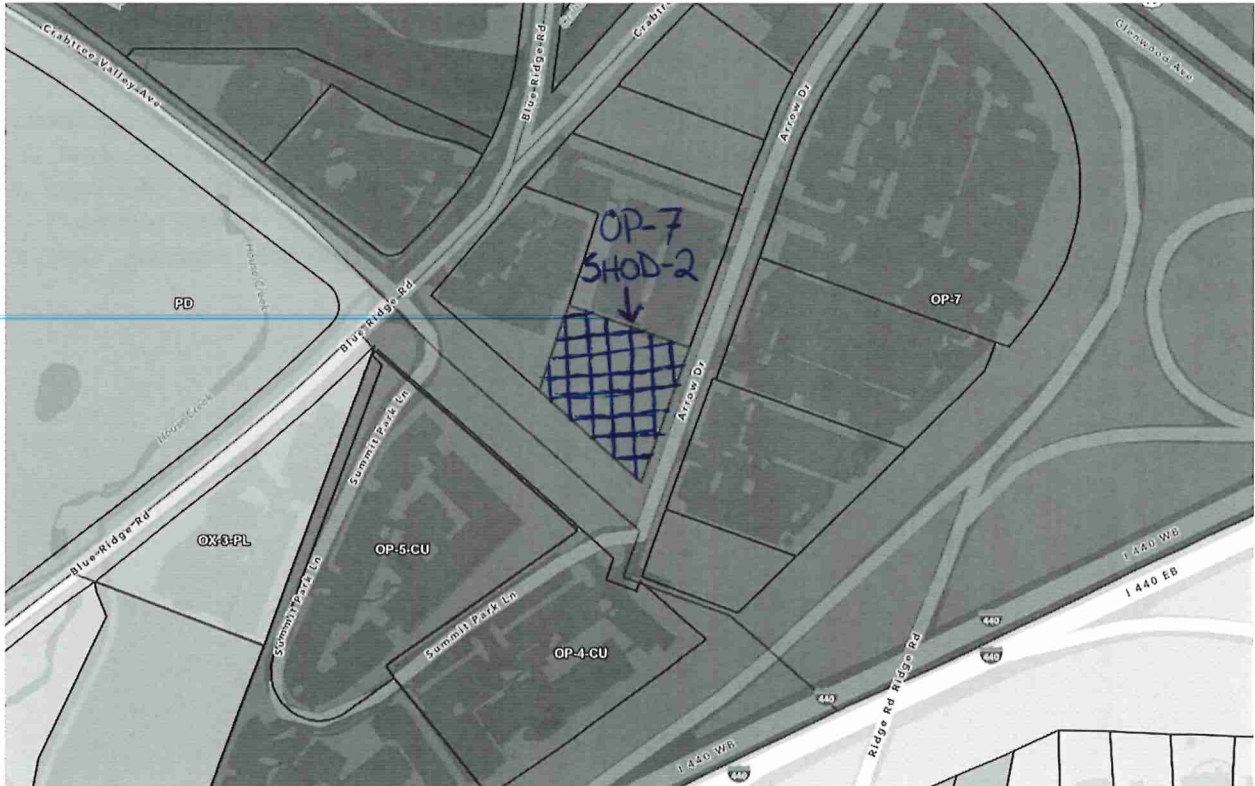 Crabtree Valley Ave
Blue Ridge Rd
Glenwood Ave
Arrow Dr
OP-7
SHOD-2
House Creek
PD
OP-7
Blue Ridge Rd
Arrow Dr
House Creek
Summit Park Ln
Blue Ridge Rd
OX-3-PL
OP-5-CU
Summit Park Ln
Summit Park Ln
OP-4-CU
I 440 WB
I 440 EB
440
440
440
Ridge Rd Ridge Rd
I 440 WB
440